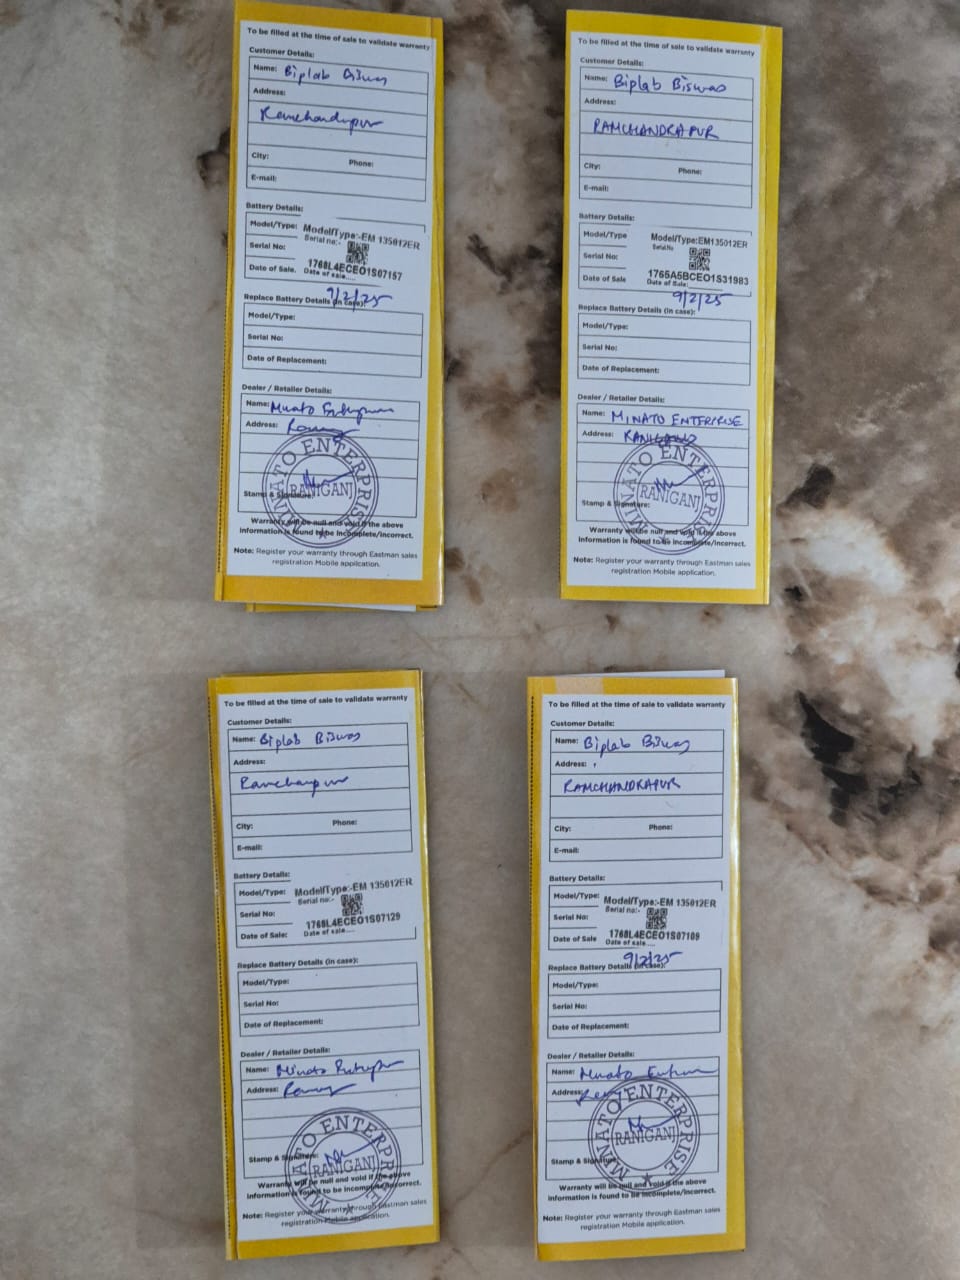 To be filled at the time of sale to validate warranty
Customer Details:
Name: Biplab Biswas
Address:
Ramchandrapur
City: Phone:
E-mail:
Battery Details:
Model/Type: Model/Type:-EM 135012ER
Serial no:-
Serial No:
1768L4ECEO1S07157
Date of Sale. Date of sale.....
9/2/25
Replace Battery Details (in case):
Model/Type:
Serial No:
Date of Replacement:
Dealer / Retailer Details:
Name:
Address:
MINATO ENTERPRISE
RANIGANJ
Stamp & Signature:
Warranty will be null and void if the above
information is found to be incomplete/incorrect.
Note: Register your warranty through Eastman sales
registration Mobile application.
To be filled at the time of sale to validate warranty
Customer Details:
Name: Biplab Biswas
Address:
RAMCHANDRAPUR
City: Phone:
E-mail:
Battery Details:
Model/Type Model/Type:EM135012ER
Serial No
Serial No:
1765A5BCEO1S31983
Date of Sale Date of Sale:
9/2/25
Replace Battery Details (in case):
Model/Type:
Serial No:
Date of Replacement:
Dealer / Retailer Details:
Name: MINATO ENTERPRISE
Address: RANIGANJ
MINATO ENTERPRISE
RANIGANJ
Stamp & Signature:
Warranty will be null and void if the above
information is found to be incomplete/incorrect.
Note: Register your warranty through Eastman sales
registration Mobile application.
To be filled at the time of sale to validate warranty
Customer Details:
Name: Biplab Biswas
Address:
City: Phone:
E-mail:
Battery Details:
Model/Type: Model/Type:-EM 135012ER
Serial no:-
Serial No:
1768L4ECEO1S07129
Date of Sale: Date of sale.....
Replace Battery Details (in case):
Model/Type:
Serial No:
Date of Replacement:
Dealer / Retailer Details:
Name: Minato
Address:
MINATO ENTERPRISE
RANIGANJ
Stamp & Signature:
Warranty will be null and void if the above
information is found to be incomplete/incorrect.
Note: Register your warranty through Eastman sales
registration Mobile application.
To be filled at the time of sale to validate warranty
Customer Details:
Name: Biplab Biswas
Address:
RAMCHANDRAPUR
City: Phone:
E-mail:
Battery Details:
Model/Type: Model/Type:-EM 135012ER
Serial no:-
Serial No:
1768L4ECEO1S07109
Date of Sale Date of sale.....
9/2/25
Replace Battery Details (in case):
Model/Type:
Serial No:
Date of Replacement:
Dealer / Retailer Details:
Name: Minato
Address:
MINATO ENTERPRISE
RANIGANJ
Stamp & Signature:
Warranty will be null and void if the above
information is found to be incomplete/incorrect.
Note: Register your warranty through Eastman sales
registration Mobile application.